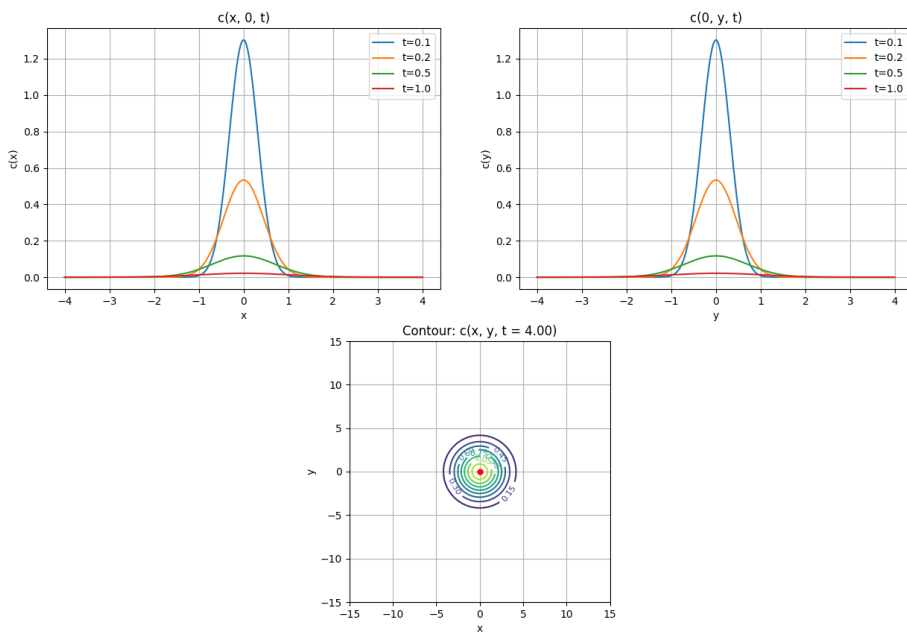 c(x, 0, t)
c(x)
1.2
1.0
0.8
0.6
0.4
0.2
0.0
t=0.1
t=0.2
t=0.5
t=1.0
−4 −3 −2 −1 0 1 2 3 4
x
c(0, y, t)
c(y)
1.2
1.0
0.8
0.6
0.4
0.2
0.0
t=0.1
t=0.2
t=0.5
t=1.0
−4 −3 −2 −1 0 1 2 3 4
y
Contour: c(x, y, t = 4.00)
y
15
10
5
0
−5
−10
−15
0.45
0.30
0.15
−15 −10 −5 0 5 10 15
x